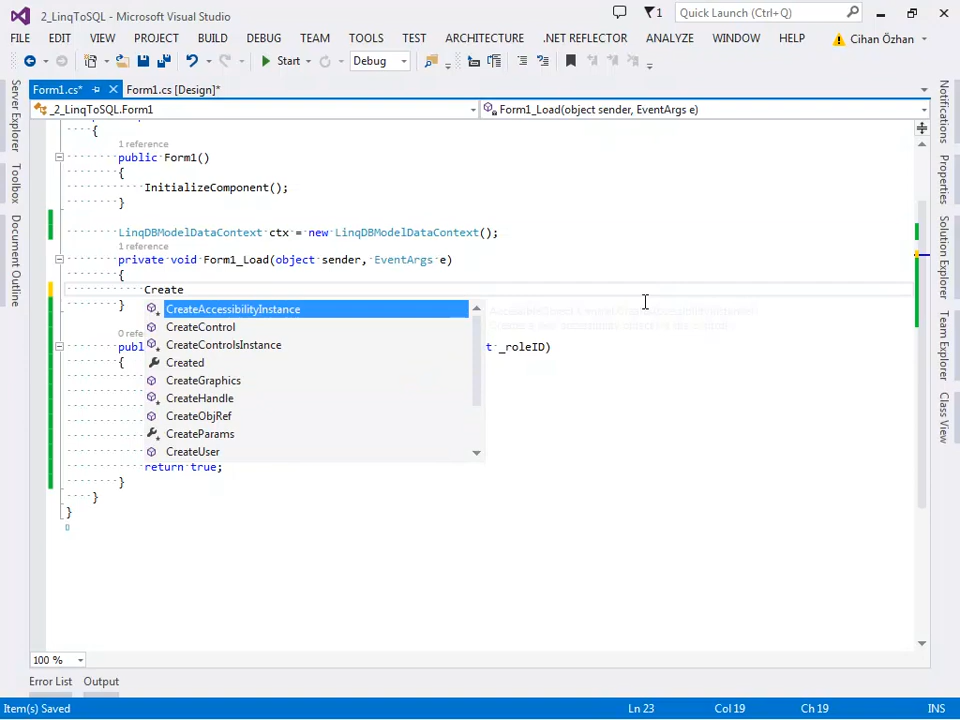 2_LinqToSQL - Microsoft Visual Studio
1
Quick Launch (Ctrl+Q)
FILE EDIT VIEW PROJECT BUILD DEBUG TEAM TOOLS TEST ARCHITECTURE .NET REFLECTOR ANALYZE WINDOW HELP Cihan Özhan
Start Debug
Form1.cs* Form1.cs [Design]*
_2_LinqToSQL.Form1 Form1_Load(object sender, EventArgs e)
Server Explorer
Toolbox
Document Outline
{
1 reference
public Form1()
{
InitializeComponent();
}
LinqDBModelDataContext ctx = new LinqDBModelDataContext();
1 reference
private void Form1_Load(object sender, EventArgs e)
{
Create
}
CreateAccessibilityInstance
CreateControl
CreateControlsInstance
Created
CreateGraphics
CreateHandle
CreateObjRef
CreateParams
CreateUser
0 refe
publ t _roleID)
{
return true;
}
}
}
Notifications
Properties
Solution Explorer
Team Explorer
Class View
100 %
Error List Output
Item(s) Saved Ln 23 Col 19 Ch 19 INS